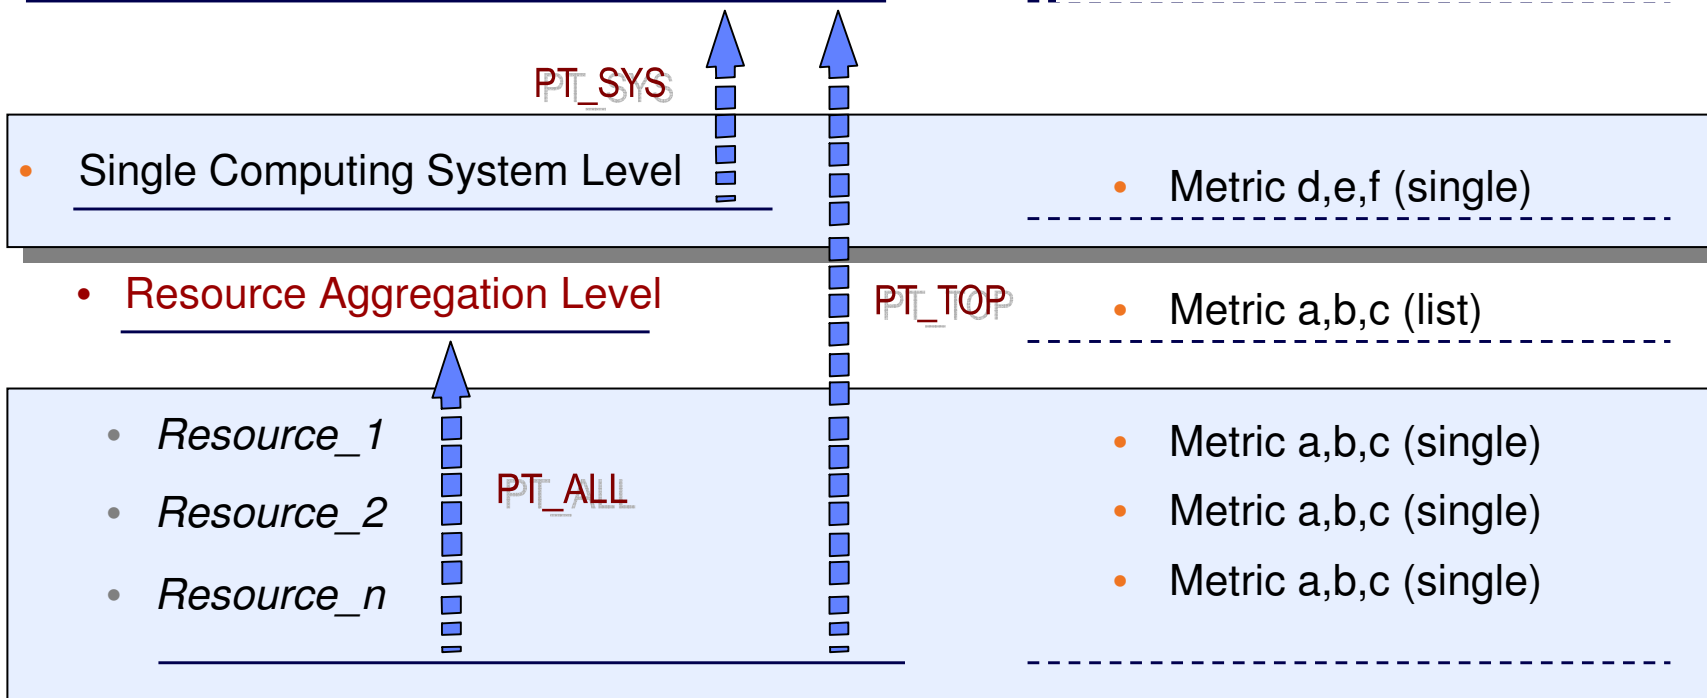 PT_SYS
• Single Computing System Level
• Metric d,e,f (single)
• Resource Aggregation Level
PT_TOP
• Metric a,b,c (list)
• Resource_1
• Metric a,b,c (single)
PT_ALL
• Resource_2
• Metric a,b,c (single)
• Resource_n
• Metric a,b,c (single)